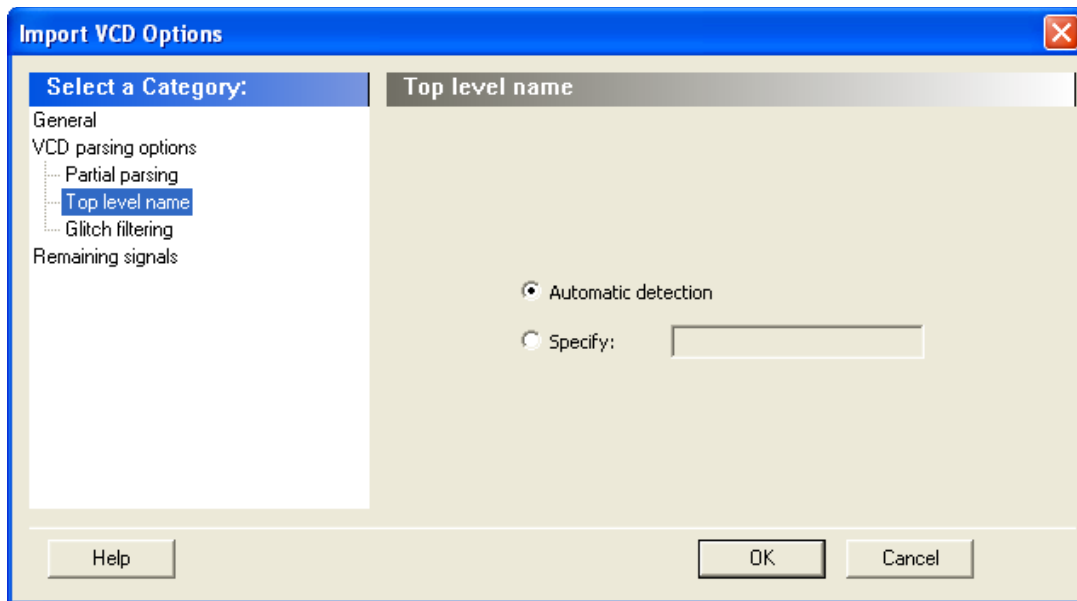 Import VCD Options
Select a Category:
General
VCD parsing options
Partial parsing
Top level name
Glitch filtering
Remaining signals
Top level name
Automatic detection
Specify:
Help
OK
Cancel